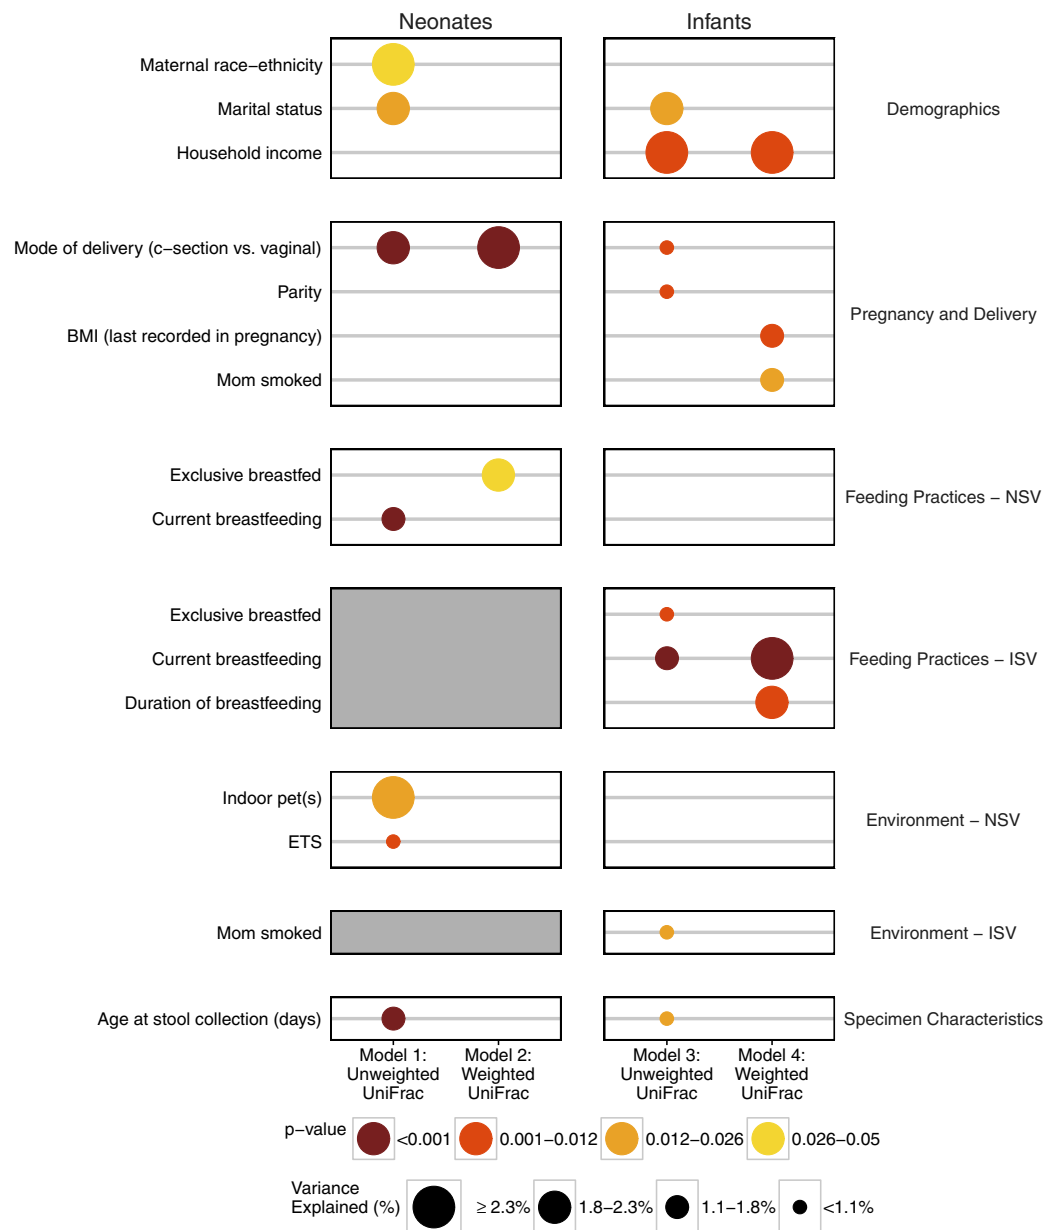 Neonates
Infants
Maternal race−ethnicity
Marital status
Household income
Demographics
Mode of delivery (c−section vs. vaginal)
Parity
BMI (last recorded in pregnancy)
Mom smoked
Pregnancy and Delivery
Exclusive breastfed
Current breastfeeding
Feeding Practices − NSV
Exclusive breastfed
Current breastfeeding
Duration of breastfeeding
Feeding Practices − ISV
Indoor pet(s)
ETS
Environment − NSV
Mom smoked
Environment − ISV
Age at stool collection (days)
Specimen Characteristics
Model 1:
Unweighted
UniFrac
Model 2:
Weighted
UniFrac
Model 3:
Unweighted
UniFrac
Model 4:
Weighted
UniFrac
p−value
<0.001
0.001−0.012
0.012−0.026
0.026−0.05
Variance
Explained (%)
≥ 2.3%
1.8−2.3%
1.1−1.8%
<1.1%